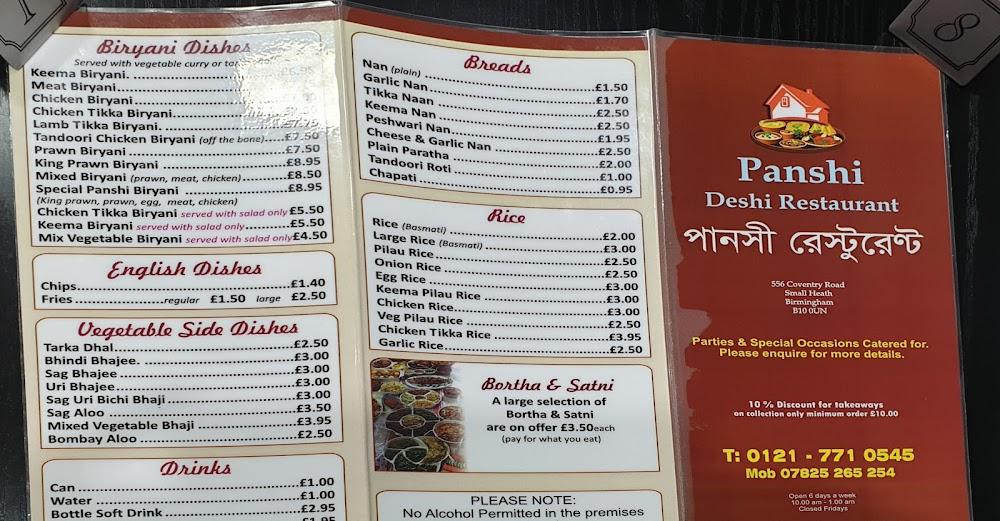 Biryani Dishes
Served with vegetable curry or
Keema Biryani. £6.95
Meat Biryani
Chicken Biryani
Chicken Tikka Biryani
Lamb Tikka Biryani. £7.75
Tandoori Chicken Biryani (off the bone) £7.50
Prawn Biryani £7.50
King Prawn Biryani £8.95
Mixed Biryani (prawn, meat, chicken) £8.50
Special Panshi Biryani £8.95
(King prawn, prawn, egg, meat, chicken)
Chicken Tikka Biryani served with salad only £5.50
Keema Biryani served with salad only £5.50
Mix Vegetable Biryani served with salad only £4.50
English Dishes
Chips £1.40
Fries regular £1.50 large £2.50
Vegetable Side Dishes
Tarka Dhal £2.50
Bhindi Bhajee. £3.00
Sag Bhajee £3.00
Uri Bhajee £3.00
Sag Uri Bichi Bhaji £3.00
Sag Aloo £3.50
Mixed Vegetable Bhaji £3.95
Bombay Aloo £2.50
Drinks
Can £1.00
Water £1.00
Bottle Soft Drink £2.95
£1.95
Breads
Nan (plain) £1.50
Garlic Nan £1.70
Tikka Naan £2.50
Keema Nan £2.50
Peshwari Nan £1.95
Cheese & Garlic Nan £2.50
Plain Paratha £2.00
Tandoori Roti £1.00
Chapati £0.95
Rice
Rice (Basmati) £2.00
Large Rice (Basmati) £3.00
Pilau Rice £2.50
Onion Rice £2.50
Egg Rice £3.00
Keema Pilau Rice £3.00
Chicken Rice £3.00
Veg Pilau Rice £2.50
Chicken Tikka Rice £3.95
Garlic Rice £2.50
Bortha & Satni
A large selection of
Bortha & Satni
are on offer £3.50each
(pay for what you eat)
PLEASE NOTE:
No Alcohol Permitted in the premises
Panshi
Deshi Restaurant
পানসী রেস্টুরেন্ট
556 Coventry Road
Small Heath
Birmingham
B10 0UN
Parties & Special Occasions Catered for.
Please enquire for more details.
10 % Discount for takeaways
on collection only minimum order £10.00
T: 0121 - 771 0545
Mob 07825 265 254
Open 6 days a week
10.00 am - 1.00 am
Closed Fridays
8